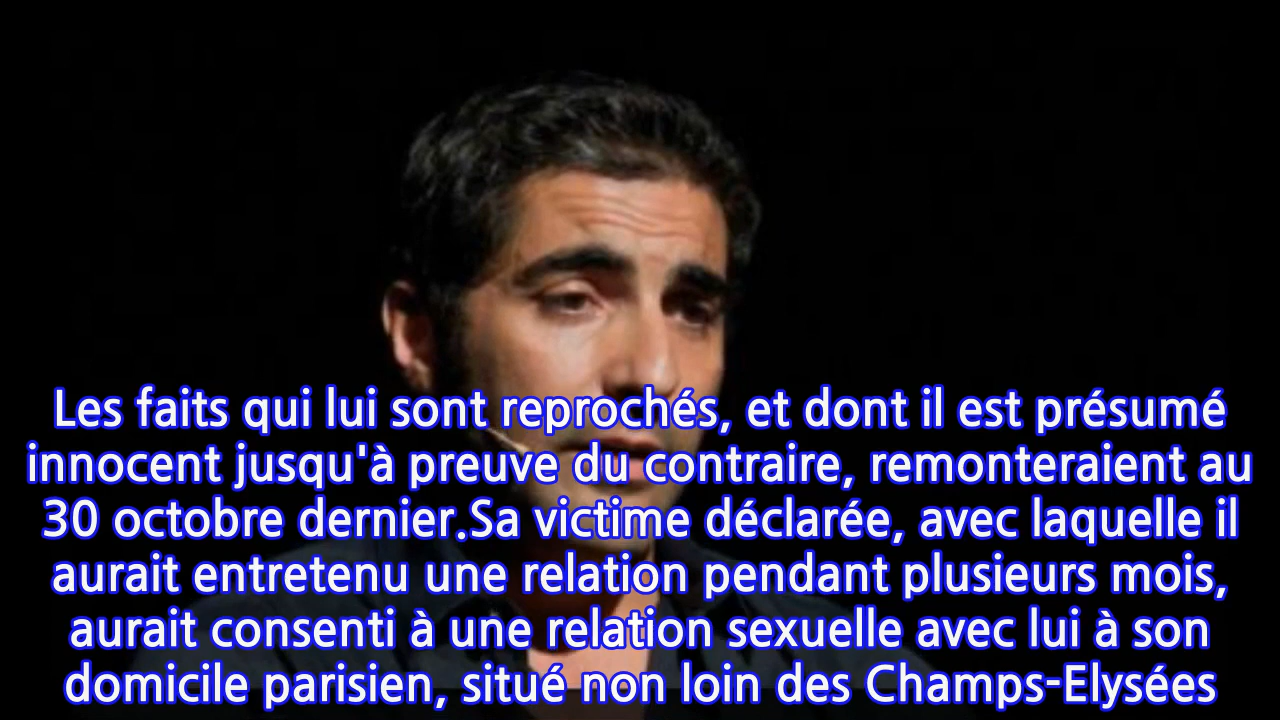 Les faits qui lui sont reprochés, et dont il est présumé
innocent jusqu'à preuve du contraire, remonteraient au
30 octobre dernier.Sa victime déclarée, avec laquelle il
aurait entretenu une relation pendant plusieurs mois,
aurait consenti à une relation sexuelle avec lui à son
domicile parisien, situé non loin des Champs-Elysées